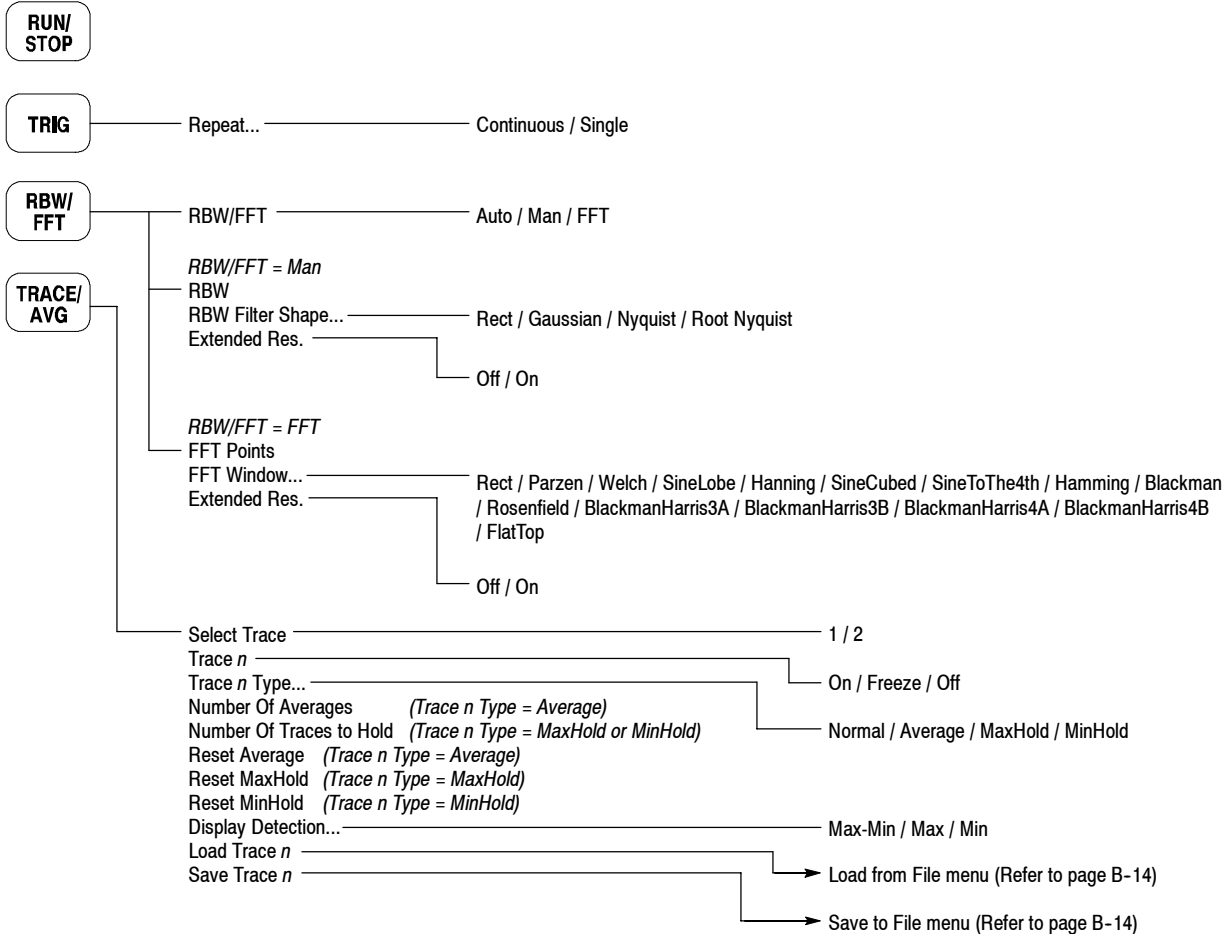 RUN/
STOP
TRIG
Repeat...
Continuous / Single
RBW/
FFT
RBW/FFT
Auto / Man / FFT
RBW/FFT = Man
RBW
RBW Filter Shape...
Rect / Gaussian / Nyquist / Root Nyquist
Extended Res.
Off / On
RBW/FFT = FFT
FFT Points
FFT Window...
Rect / Parzen / Welch / SineLobe / Hanning / SineCubed / SineToThe4th / Hamming / Blackman
/ Rosenfield / BlackmanHarris3A / BlackmanHarris3B / BlackmanHarris4A / BlackmanHarris4B
/ FlatTop
Extended Res.
Off / On
TRACE/
AVG
Select Trace
1 / 2
Trace n
On / Freeze / Off
Trace n Type...
Normal / Average / MaxHold / MinHold
Number Of Averages (Trace n Type = Average)
Number Of Traces to Hold (Trace n Type = MaxHold or MinHold)
Reset Average (Trace n Type = Average)
Reset MaxHold (Trace n Type = MaxHold)
Reset MinHold (Trace n Type = MinHold)
Display Detection...
Max-Min / Max / Min
Load Trace n
Load from File menu (Refer to page B-14)
Save Trace n
Save to File menu (Refer to page B-14)